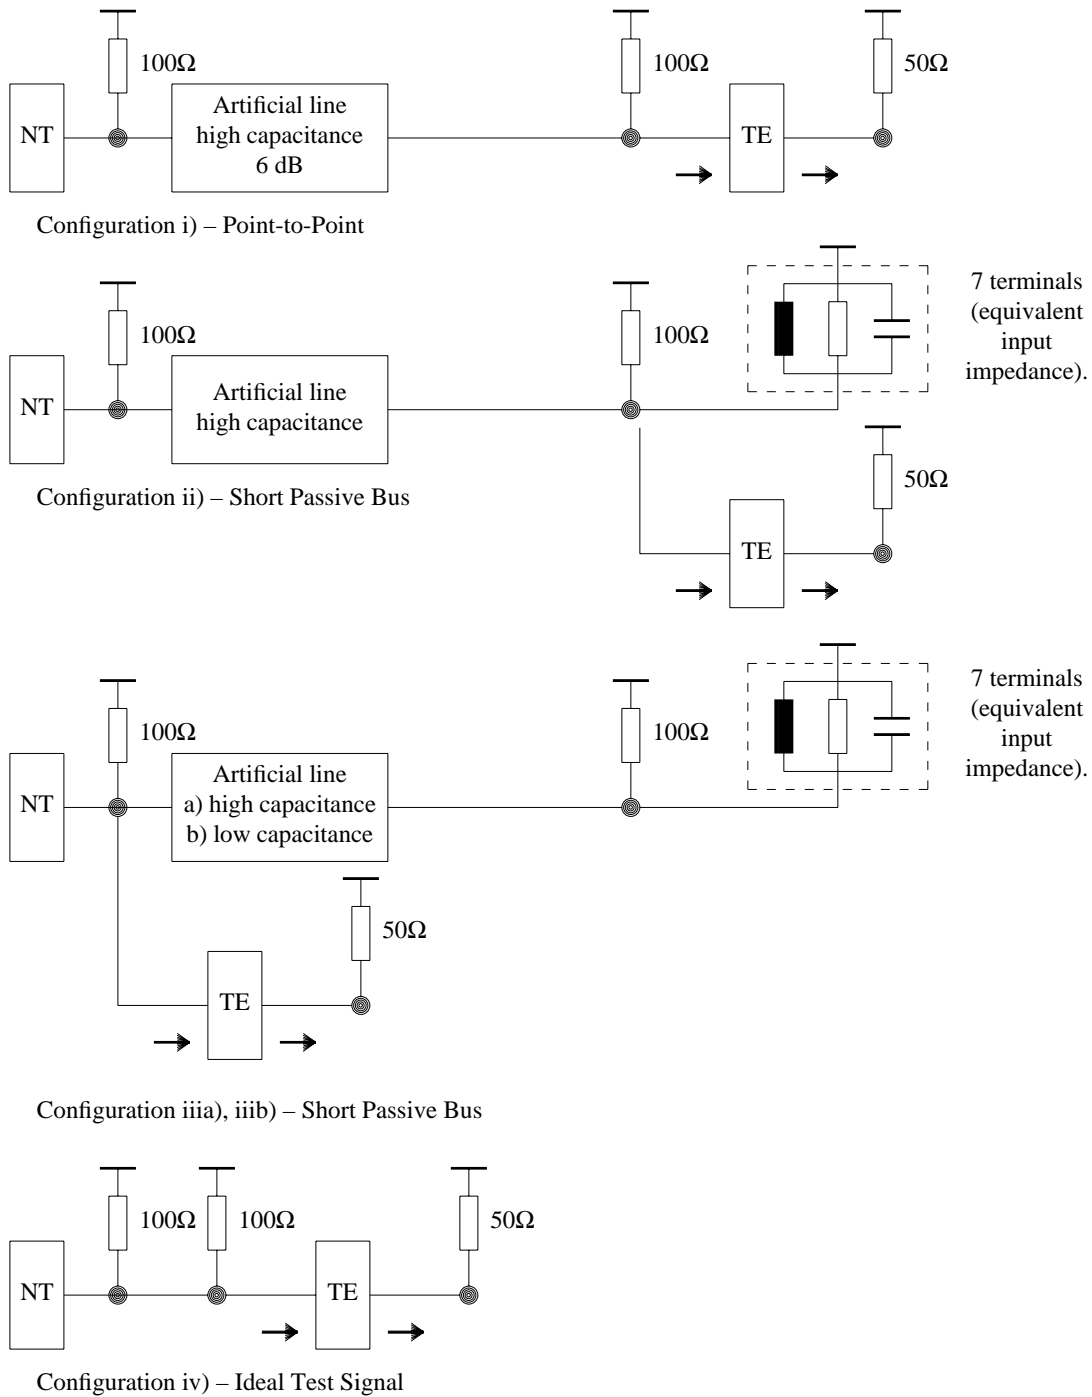 100Ω
100Ω
50Ω
NT
Artificial line
high capacitance
6 dB
TE
Configuration i) – Point-to-Point
100Ω
100Ω
7 terminals
(equivalent
input
impedance).
NT
Artificial line
high capacitance
50Ω
Configuration ii) – Short Passive Bus
TE
100Ω
100Ω
7 terminals
(equivalent
input
impedance).
NT
Artificial line
a) high capacitance
b) low capacitance
50Ω
TE
Configuration iiia), iiib) – Short Passive Bus
100Ω
100Ω
50Ω
NT
TE
Configuration iv) – Ideal Test Signal